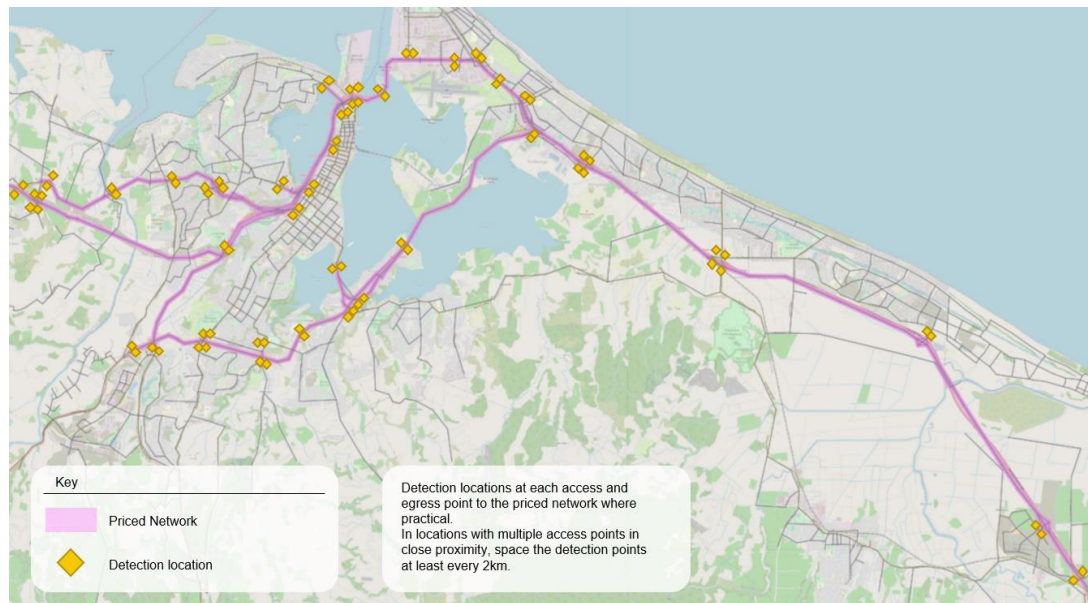 Key
Priced Network
Detection location
Detection locations at each access and
egress point to the priced network where
practical.
In locations with multiple access points in
close proximity, space the detection points
at least every 2km.